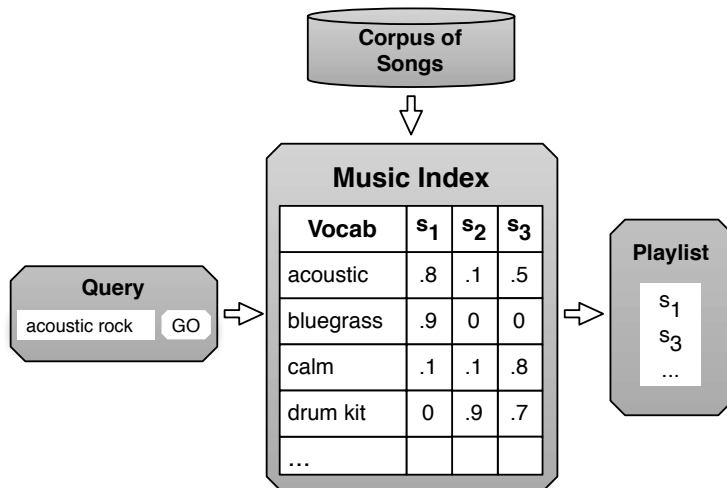 Corpus of
Songs
Music Index
Vocab s1 s2 s3
acoustic .8 .1 .5
bluegrass .9 0 0
calm .1 .1 .8
drum kit 0 .9 .7
...
Query
acoustic rock GO
Playlist
s1
s3
...